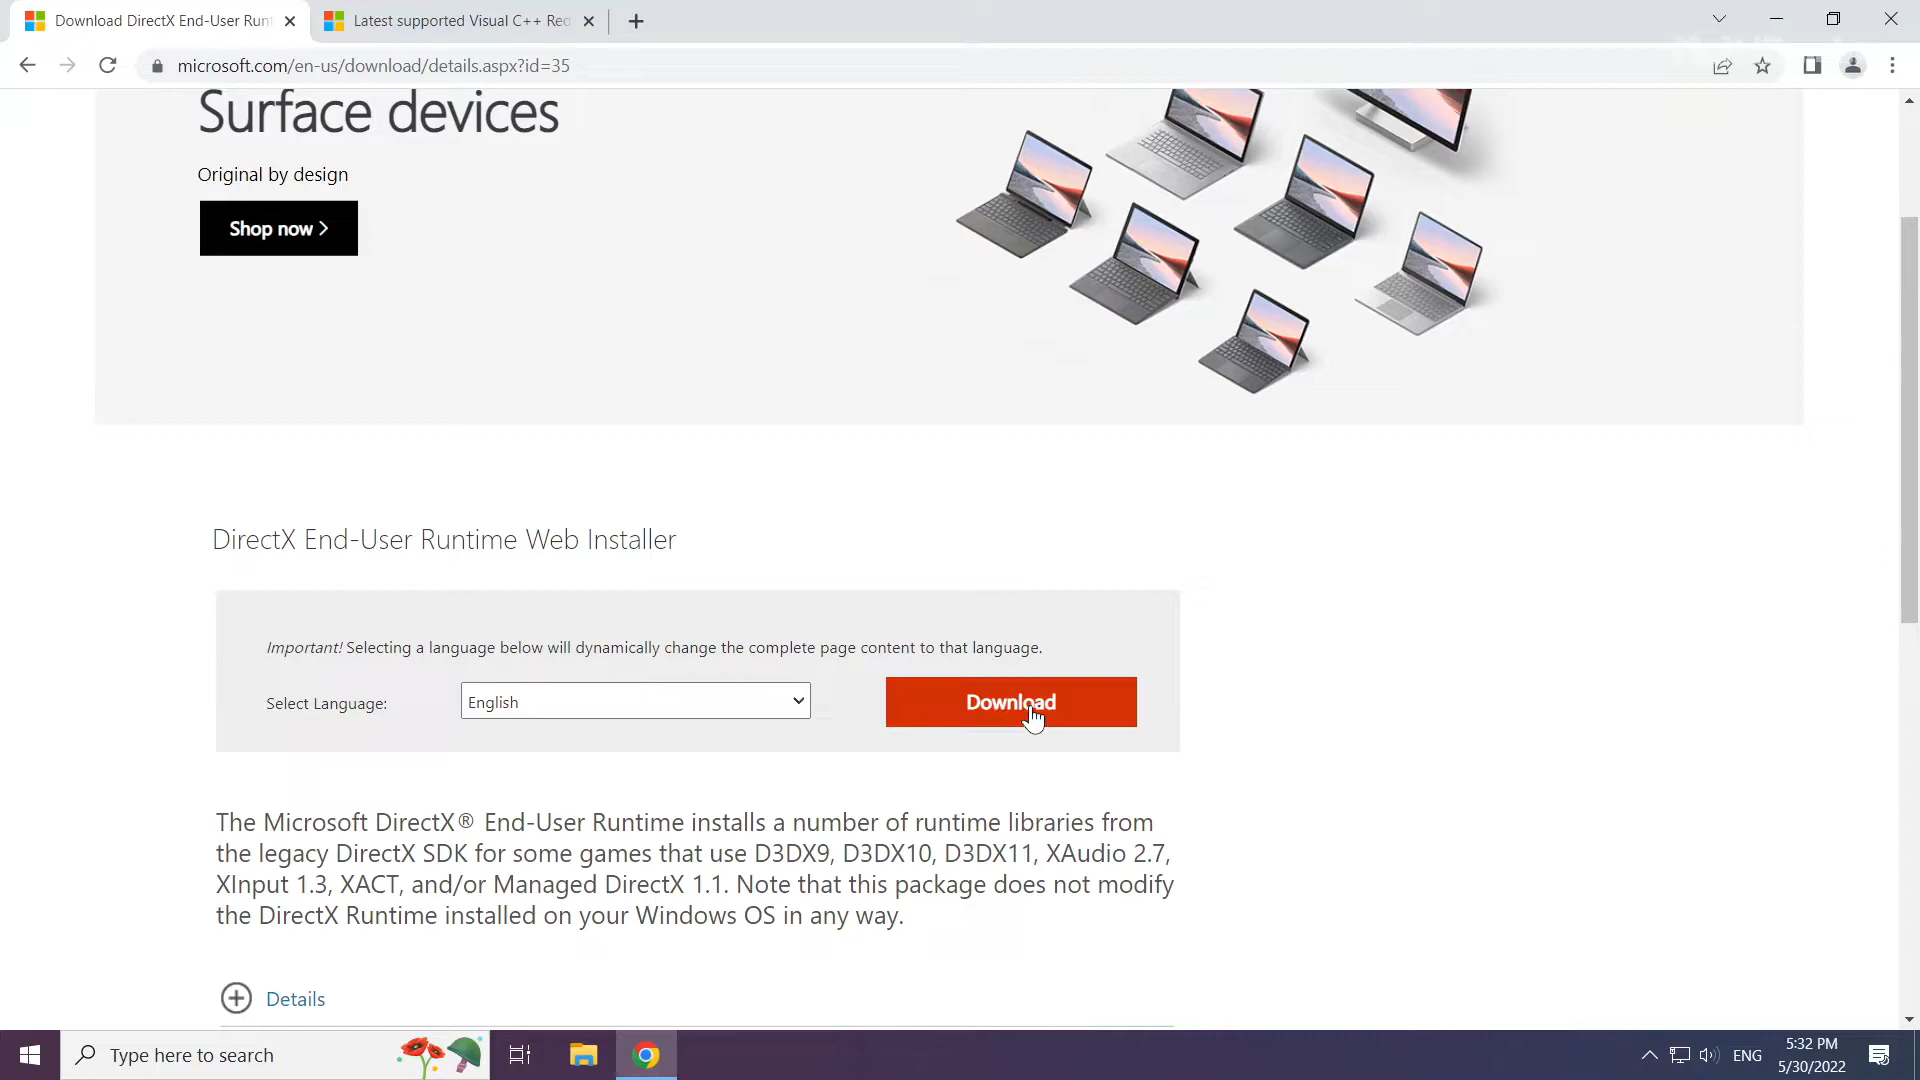 Download DirectX End-User Runt
Latest supported Visual C++ Red
microsoft.com/en-us/download/details.aspx?id=35
Surface devices
Original by design
Shop now
DirectX End-User Runtime Web Installer
Important! Selecting a language below will dynamically change the complete page content to that language.
Select Language:
English
Download
The Microsoft DirectX® End-User Runtime installs a number of runtime libraries from
the legacy DirectX SDK for some games that use D3DX9, D3DX10, D3DX11, XAudio 2.7,
XInput 1.3, XACT, and/or Managed DirectX 1.1. Note that this package does not modify
the DirectX Runtime installed on your Windows OS in any way.
Details
Type here to search
ENG
5:32 PM
5/30/2022